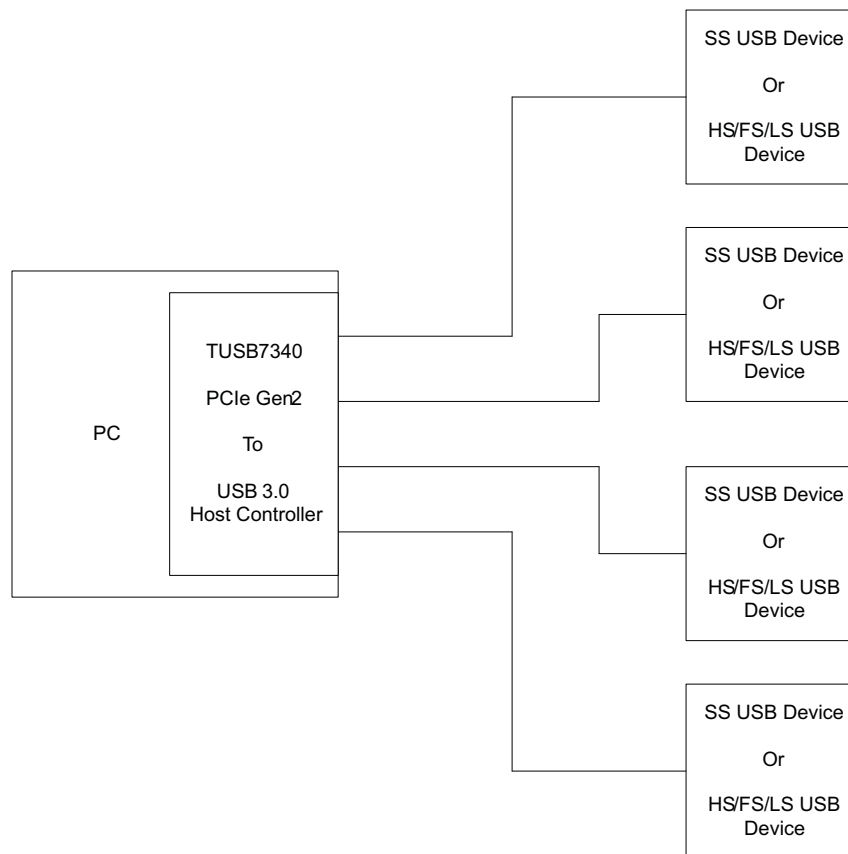 SS USB Device
Or
HS/FS/LS USB
Device
SS USB Device
Or
HS/FS/LS USB
Device
PC
TUSB7340
PCIe Gen2
To
USB 3.0
Host Controller
SS USB Device
Or
HS/FS/LS USB
Device
SS USB Device
Or
HS/FS/LS USB
Device